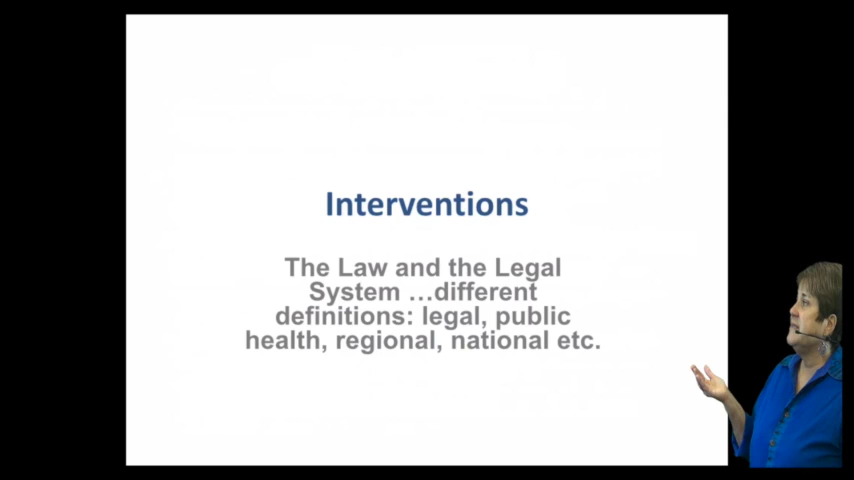 Interventions
The Law and the Legal
System ...different
definitions: legal, public
health, regional, national etc.